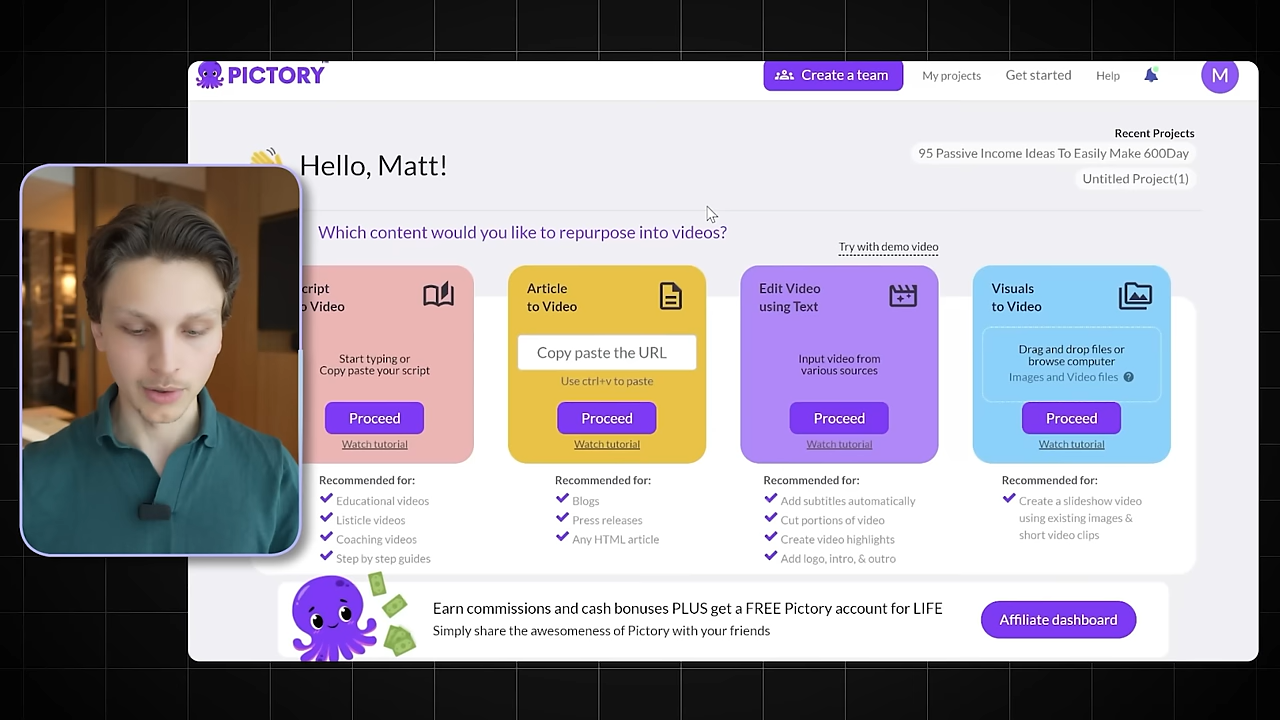 PICTORY
Create a team
My projects
Get started
Help
M
Recent Projects
95 Passive Income Ideas To Easily Make 600Day
Untitled Project(1)
Hello, Matt!
Which content would you like to repurpose into videos?
Try with demo video
cript
o Video
Start typing or
Copy paste your script
Proceed
Watch tutorial
Article
to Video
Copy paste the URL
Use ctrl+v to paste
Proceed
Watch tutorial
Edit Video
using Text
Input video from
various sources
Proceed
Watch tutorial
Visuals
to Video
Drag and drop files or
browse computer
Images and Video files ?
Proceed
Watch tutorial
Recommended for:
Educational videos
Listicle videos
Coaching videos
Step by step guides
Recommended for:
Blogs
Press releases
Any HTML article
Recommended for:
Add subtitles automatically
Cut portions of video
Create video highlights
Add logo, intro, & outro
Recommended for:
Create a slideshow video
using existing images &
short video clips
Earn commissions and cash bonuses PLUS get a FREE Pictory account for LIFE
Simply share the awesomeness of Pictory with your friends
Affiliate dashboard